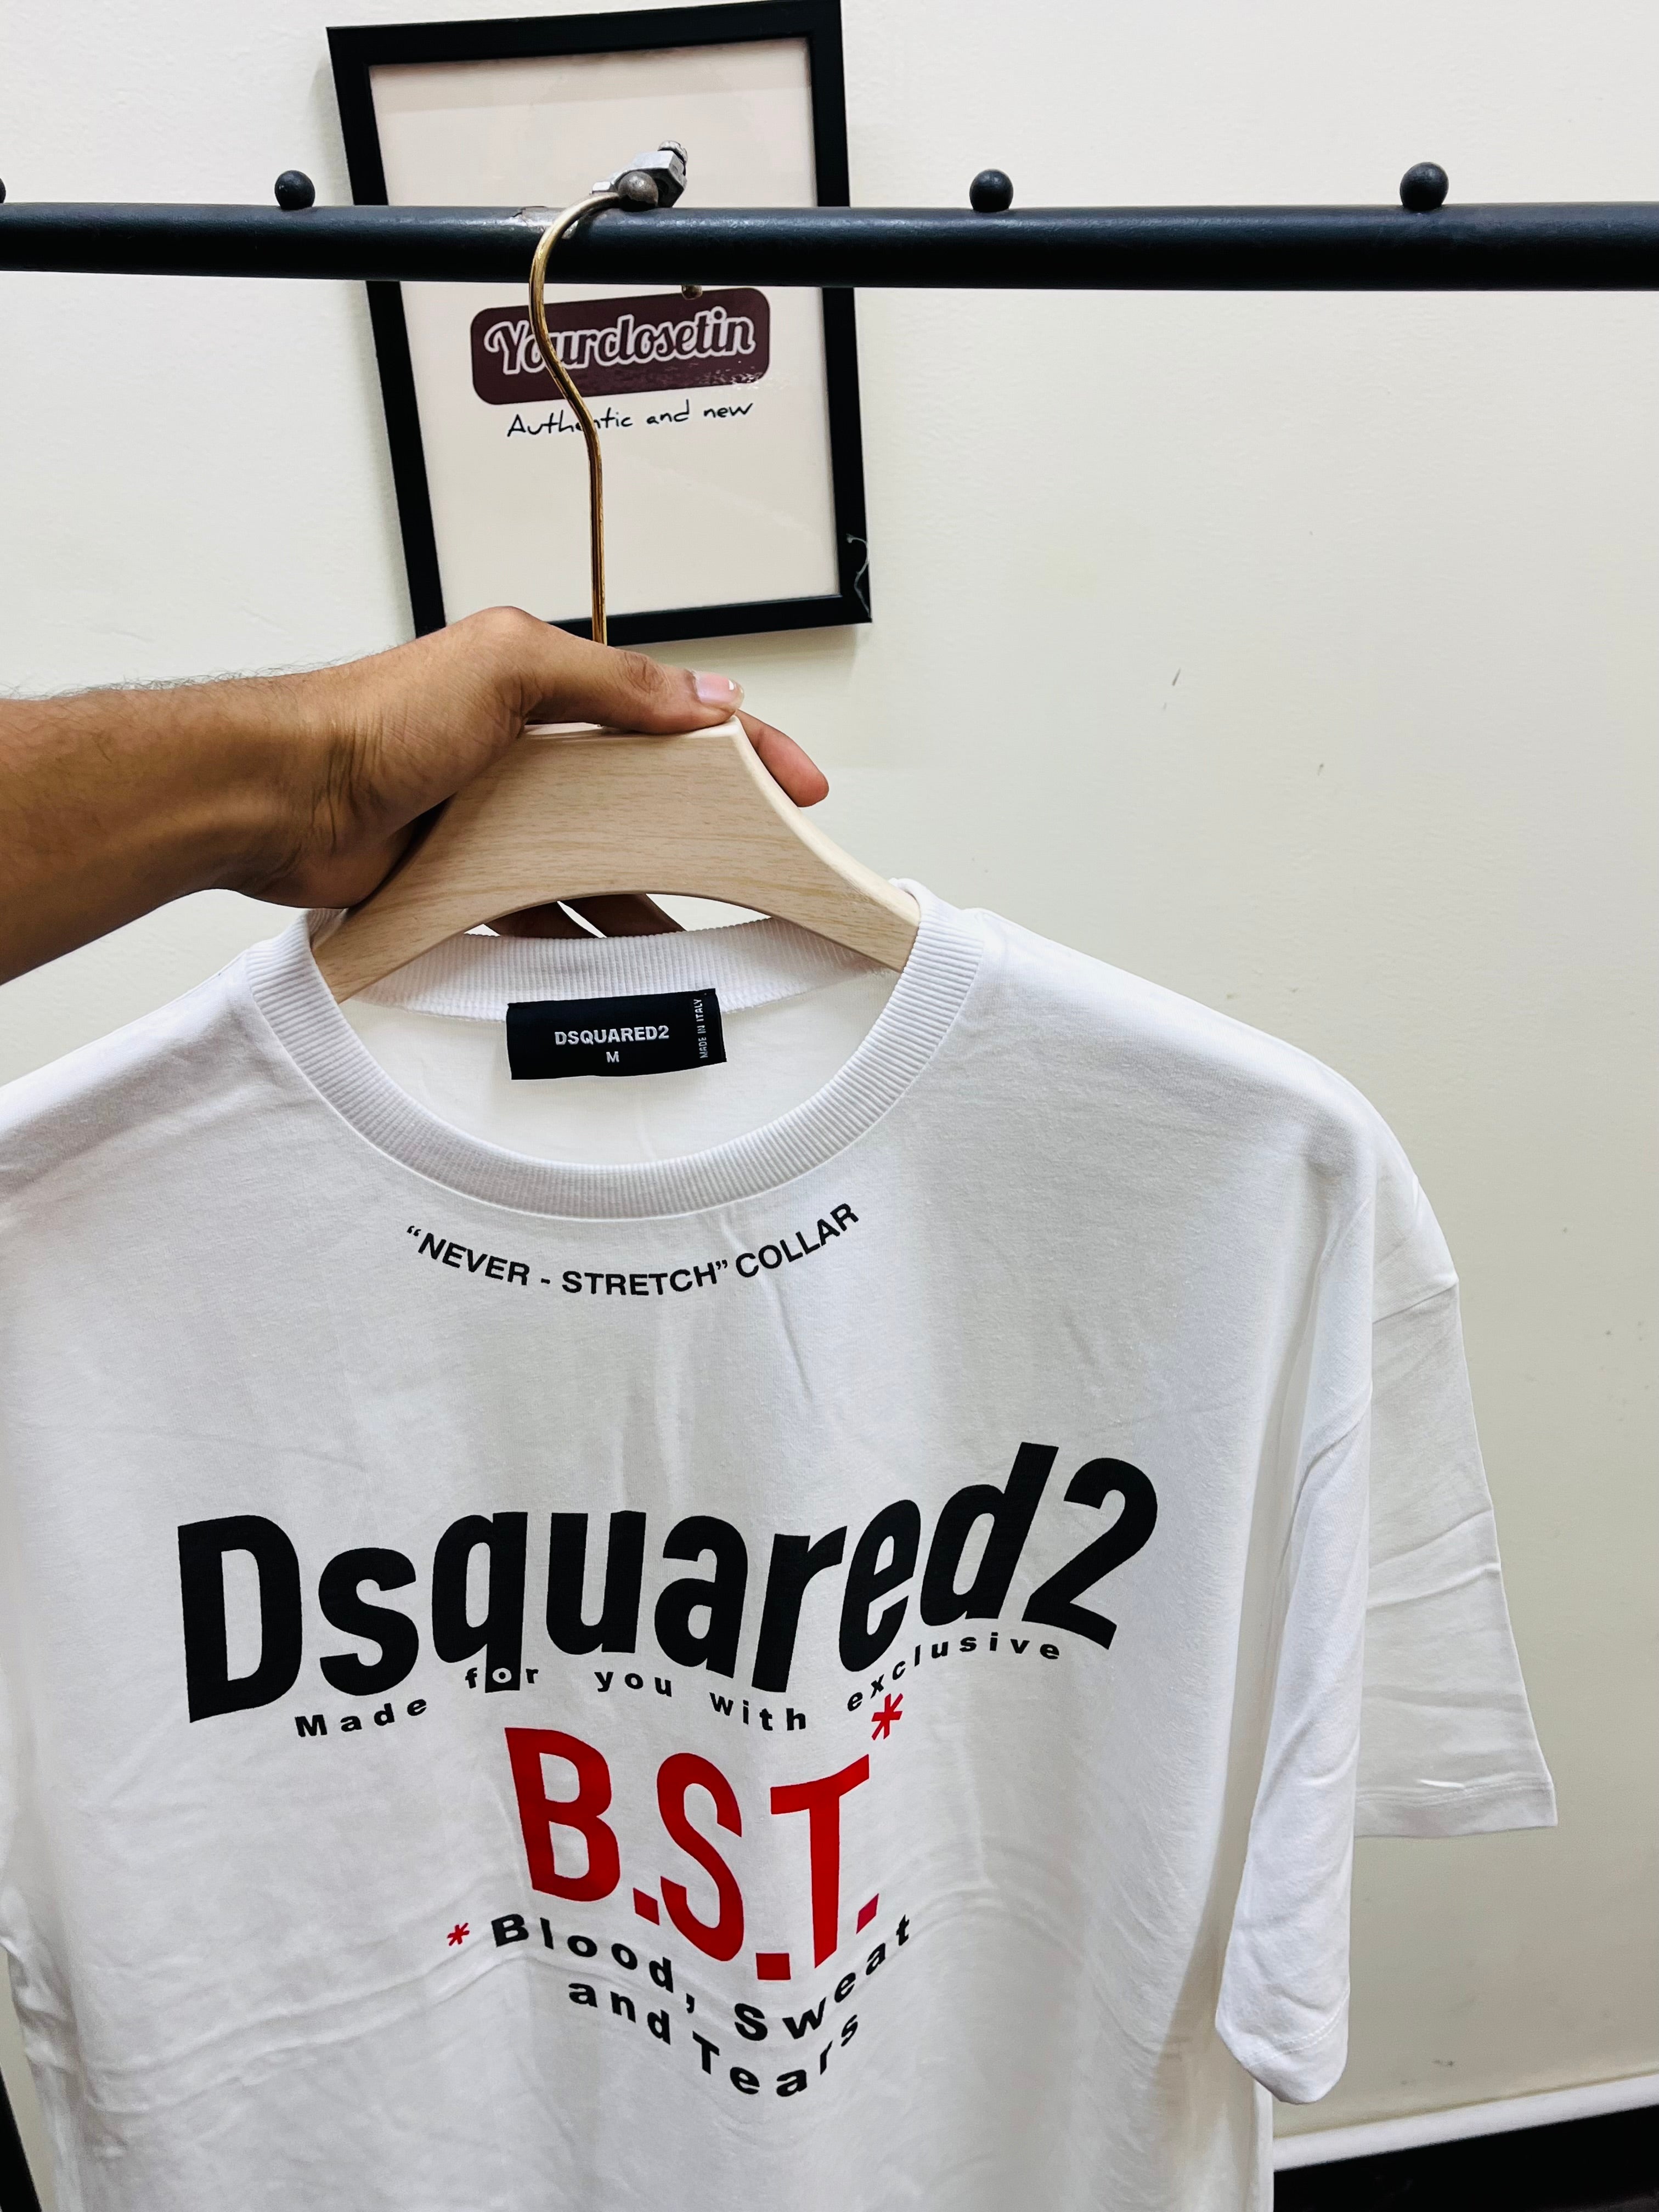 Yourclosetin
Authentic and new
DSQUARED2
M
MADE IN ITALY
“NEVER - STRETCH” COLLAR
Dsquared2
Made for you with exclusive
B.S.T.*
* Blood, Sweat
and Tears